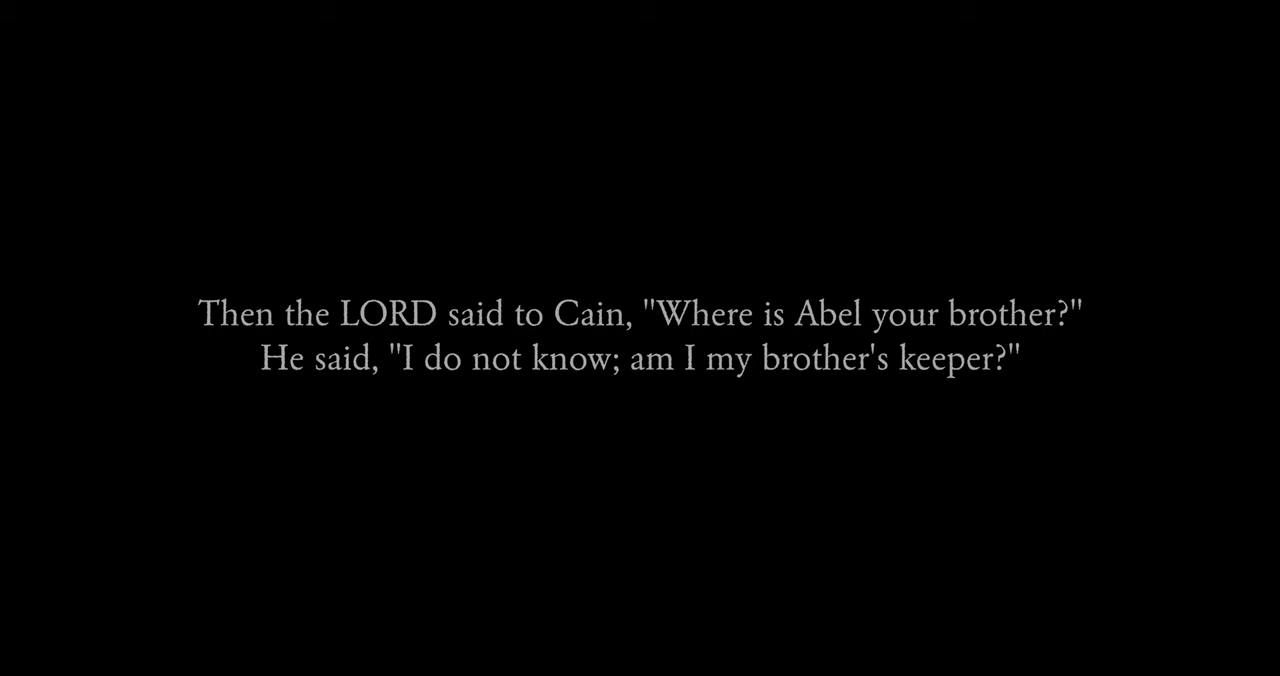 Then the LORD said to Cain, "Where is Abel your brother?"
He said, "I do not know; am I my brother's keeper?"